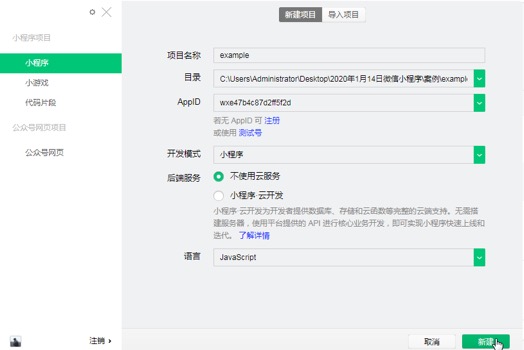 新建项目 导入项目
小程序项目
小程序
小游戏
代码片段
公众号网页项目
公众号网页
项目名称 example
目录 C:\Users\Administrator\Desktop\2020年1月14日微信小程序\案例\example
AppID wxe47b4c87d2ff5f2d
若无 AppID 可 注册
或使用 测试号
开发模式 小程序
后端服务 不使用云服务
小程序·云开发
小程序·云开发为开发者提供数据库、存储和云函数等完整的云端支持。无需搭
建服务器，使用平台提供的 API 进行核心业务开发，即可实现小程序快速上线和
迭代。 了解详情
语言 JavaScript
注销
取消 新建